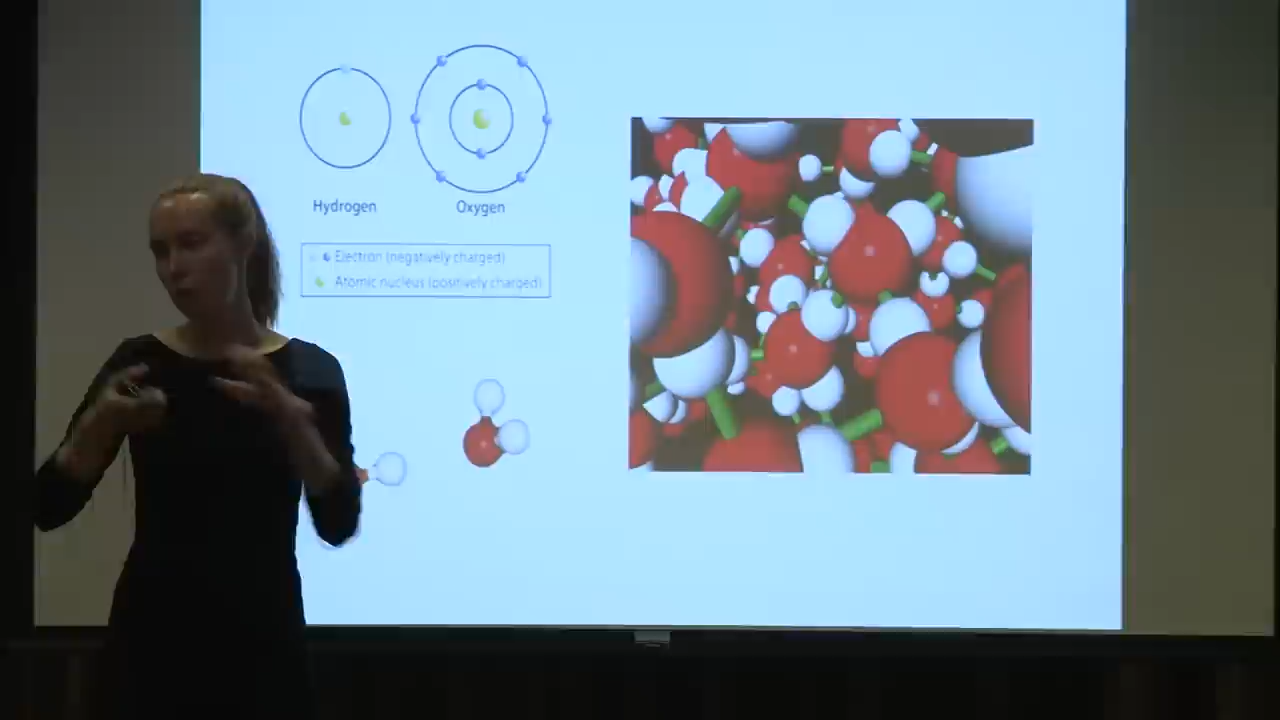 Hydrogen
Oxygen
Electron (negatively charged)
Atomic nucleus (positively charged)